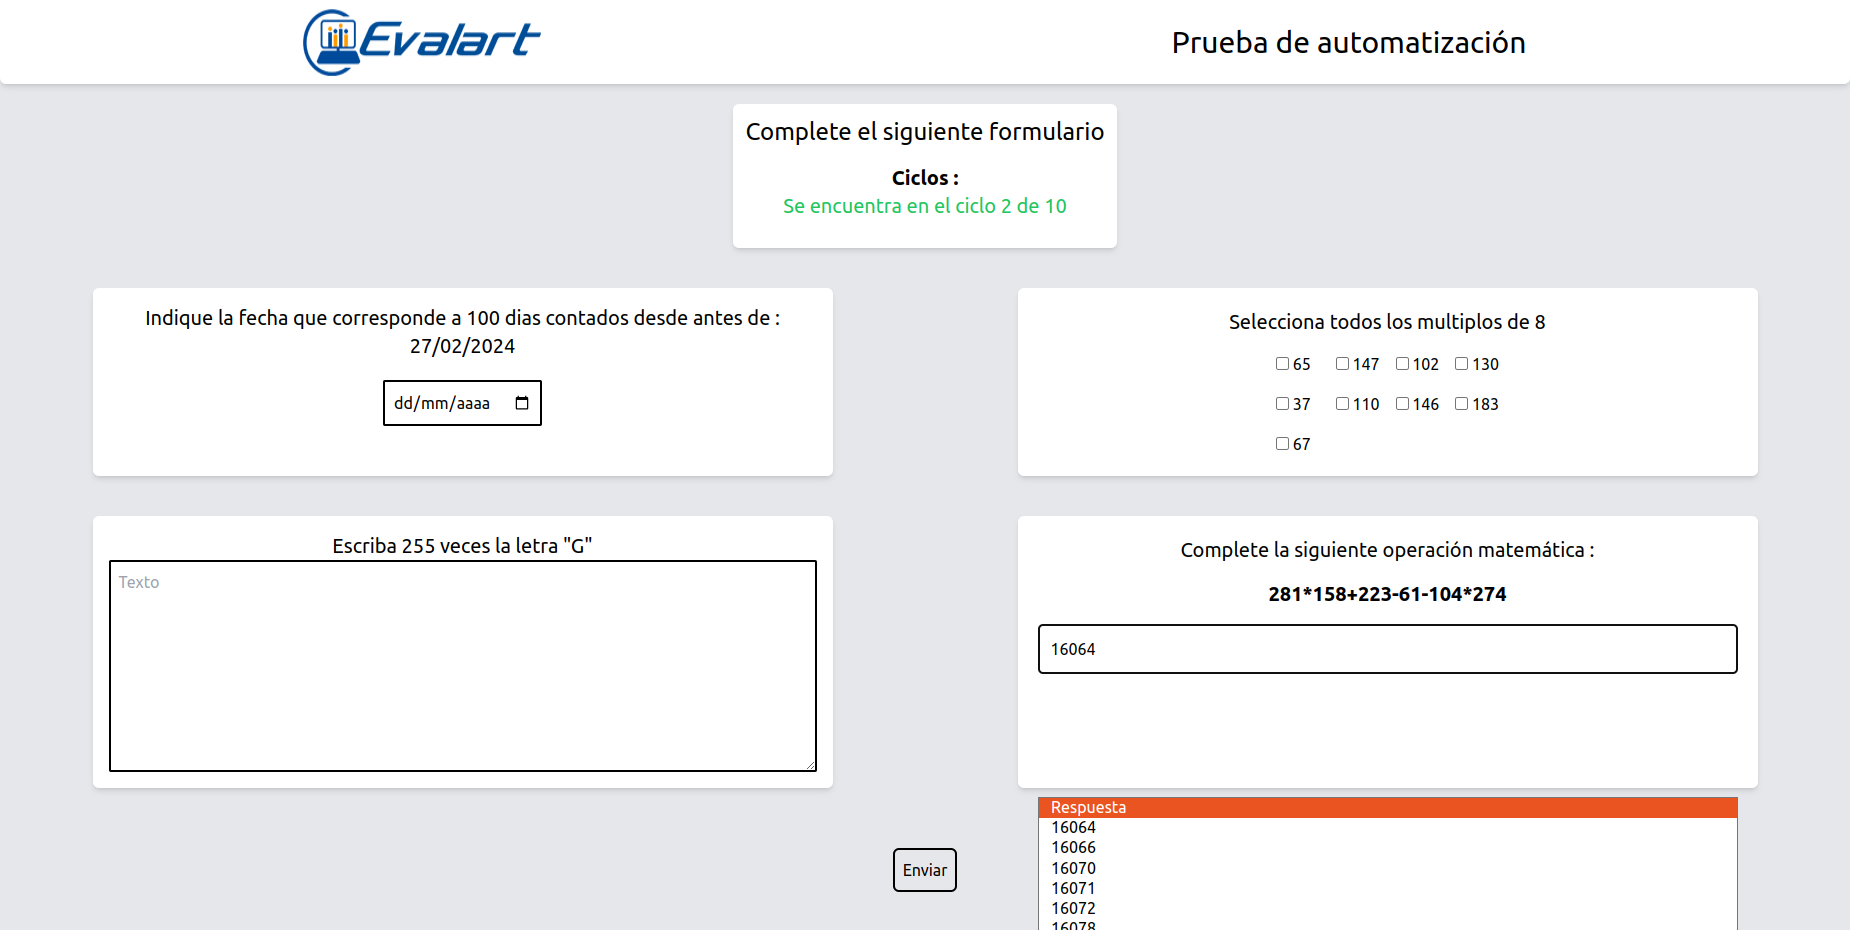 Evalart
Prueba de automatización
Complete el siguiente formulario
Ciclos :
Se encuentra en el ciclo 2 de 10
Indique la fecha que corresponde a 100 dias contados desde antes de :
27/02/2024
dd/mm/aaaa
Selecciona todos los multiplos de 8
65 147 102 130
37 110 146 183
67
Escriba 255 veces la letra "G"
Texto
Complete la siguiente operación matemática :
281*158+223-61-104*274
16064
Respuesta
16064
16066
16070
16071
16072
16078
Enviar